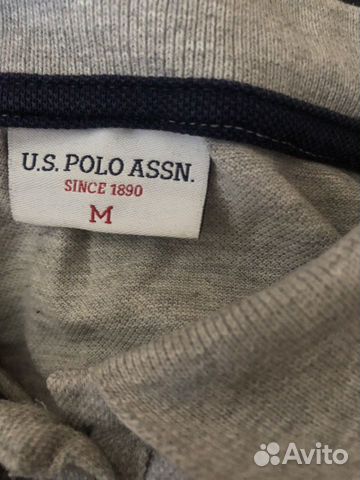 U.S. POLO ASSN.
SINCE 1890
M
Avito